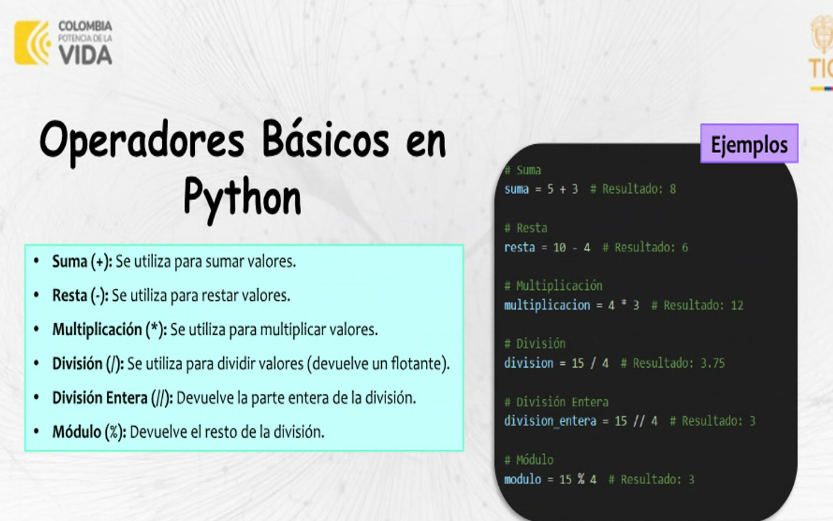 COLOMBIA
POTENCIA DE LA
VIDA
TIC
Operadores Básicos en
Python
Ejemplos
• Suma (+): Se utiliza para sumar valores.
• Resta (-): Se utiliza para restar valores.
• Multiplicación (*): Se utiliza para multiplicar valores.
• División (/): Se utiliza para dividir valores (devuelve un flotante).
• División Entera (//): Devuelve la parte entera de la división.
• Módulo (%): Devuelve el resto de la división.
# Suma
suma = 5 + 3  # Resultado: 8
# Resta
resta = 10 - 4  # Resultado: 6
# Multiplicación
multiplicacion = 4 * 3  # Resultado: 12
# División
division = 15 / 4  # Resultado: 3.75
# División Entera
division_entera = 15 // 4  # Resultado: 3
# Módulo
modulo = 15 % 4  # Resultado: 3